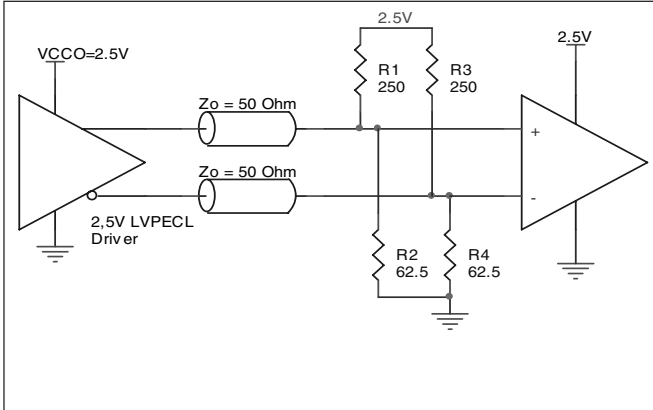 2.5V
VCCO=2.5V
2.5V
R1
250
R3
250
Zo = 50 Ohm
+
Zo = 50 Ohm
-
2,5V LVPECL
Driver
R2
62.5
R4
62.5